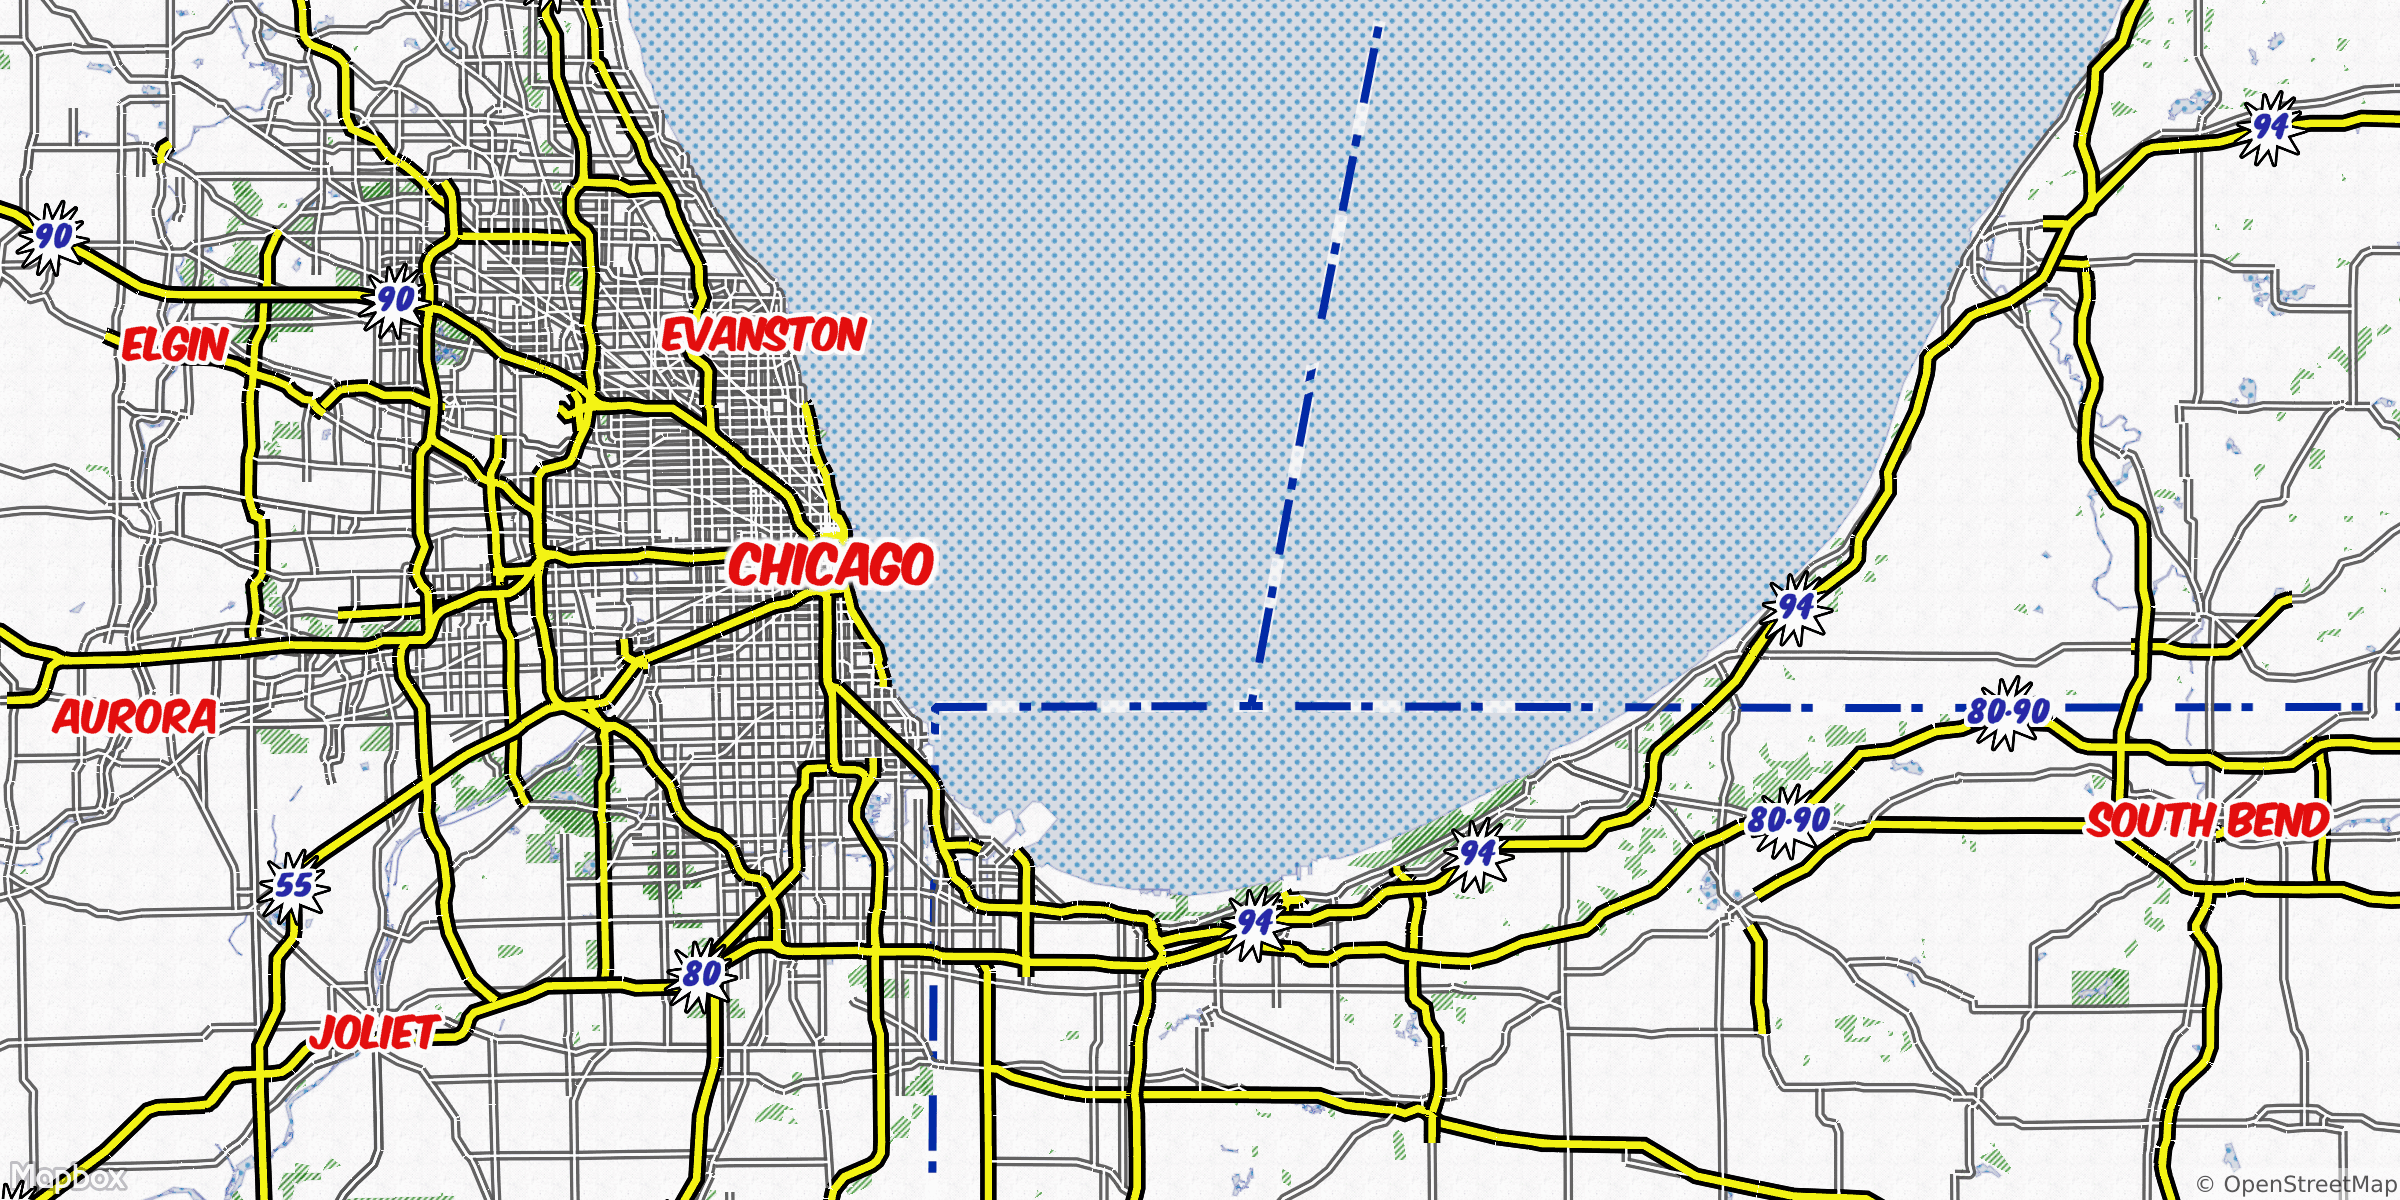 94
90
90
EVANSTON
ELGIN
CHICAGO
94
AURORA
80-90
80-90
SOUTH BEND
94
55
94
80
JOLIET
Mapbox
© OpenStreetMap